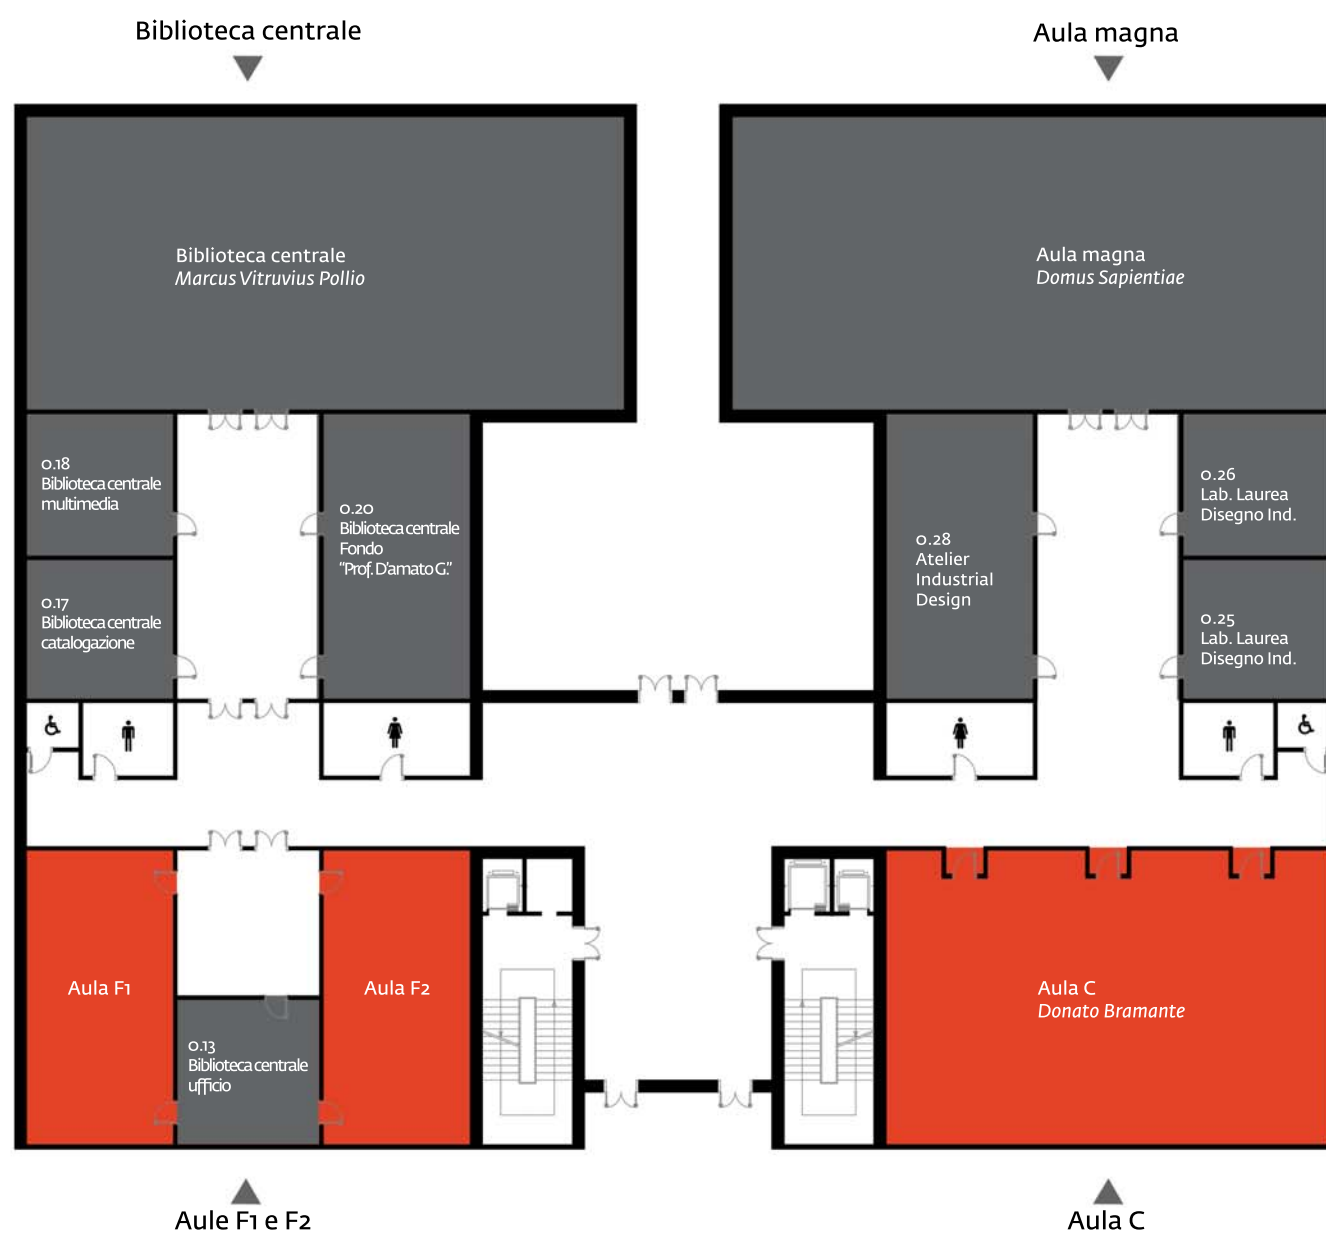 Biblioteca centrale
Aula magna
Biblioteca centrale
Marcus Vitruvius Pollio
Aula magna
Domus Sapientiae
0.18
Biblioteca centrale
multimedia
0.20
Biblioteca centrale
Fondo
"Prof. D'amato G."
0.17
Biblioteca centrale
catalogazione
0.28
Atelier
Industrial
Design
0.26
Lab. Laurea
Disegno Ind.
0.25
Lab. Laurea
Disegno Ind.
Aula F1
Aula F2
0.13
Biblioteca centrale
ufficio
Aula C
Donato Bramante
Aule F1 e F2
Aula C